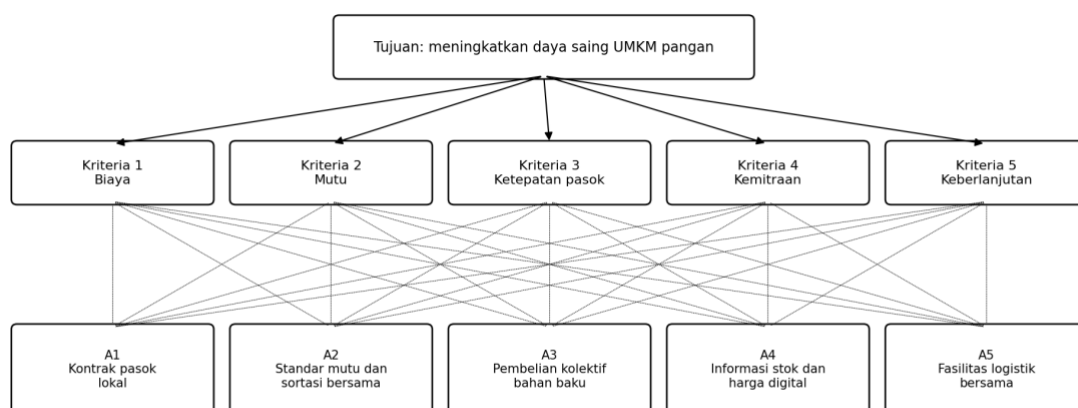 Tujuan: meningkatkan daya saing UMKM pangan
Kriteria 1
Biaya
Kriteria 2
Mutu
Kriteria 3
Ketepatan pasok
Kriteria 4
Kemitraan
Kriteria 5
Keberlanjutan
A1
Kontrak pasok
lokal
A2
Standar mutu dan
sortasi bersama
A3
Pembelian kolektif
bahan baku
A4
Informasi stok dan
harga digital
A5
Fasilitas logistik
bersama